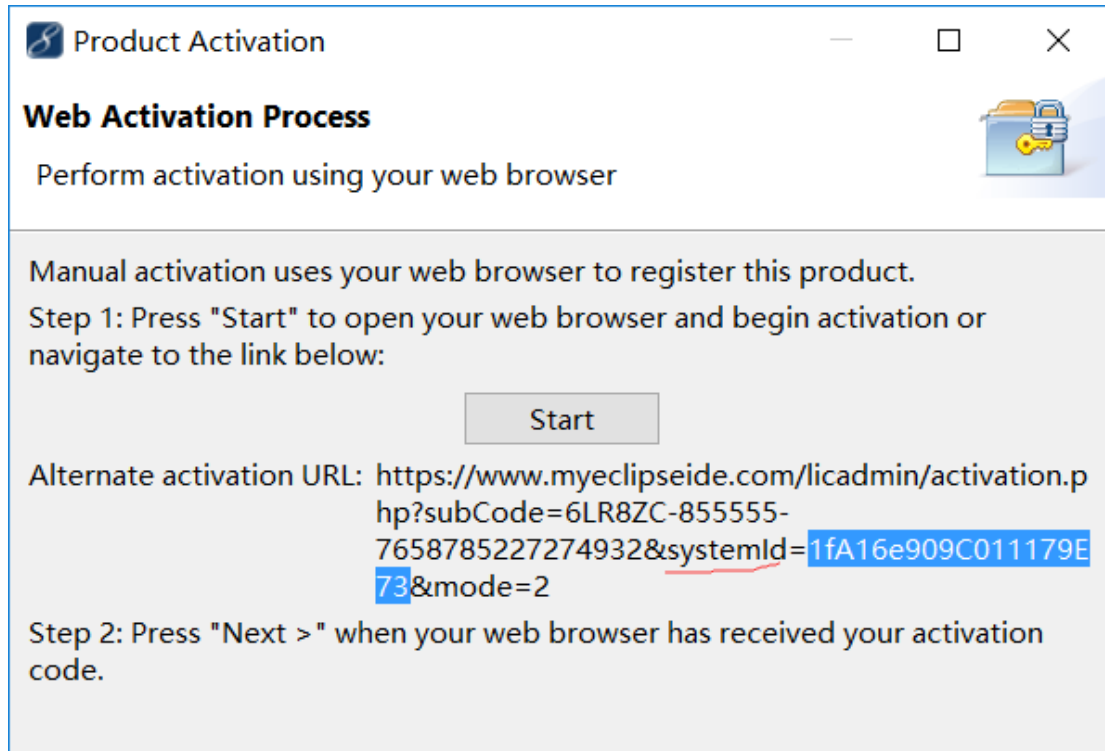 Product Activation
Web Activation Process
Perform activation using your web browser
Manual activation uses your web browser to register this product.
Step 1: Press "Start" to open your web browser and begin activation or
navigate to the link below:
Start
Alternate activation URL: https://www.myeclipseide.com/licadmin/activation.p
hp?subCode=6LR8ZC-855555-
7658785227274932&systemId=1fA16e909C011179E
73&mode=2
Step 2: Press "Next >" when your web browser has received your activation
code.